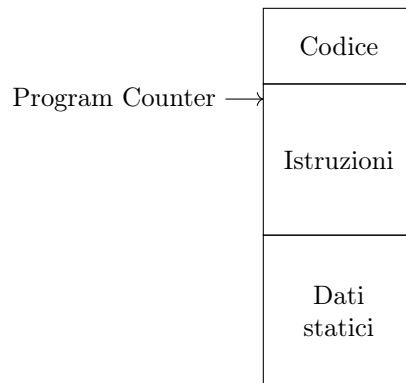 Codice
Program Counter
Istruzioni
Dati
statici